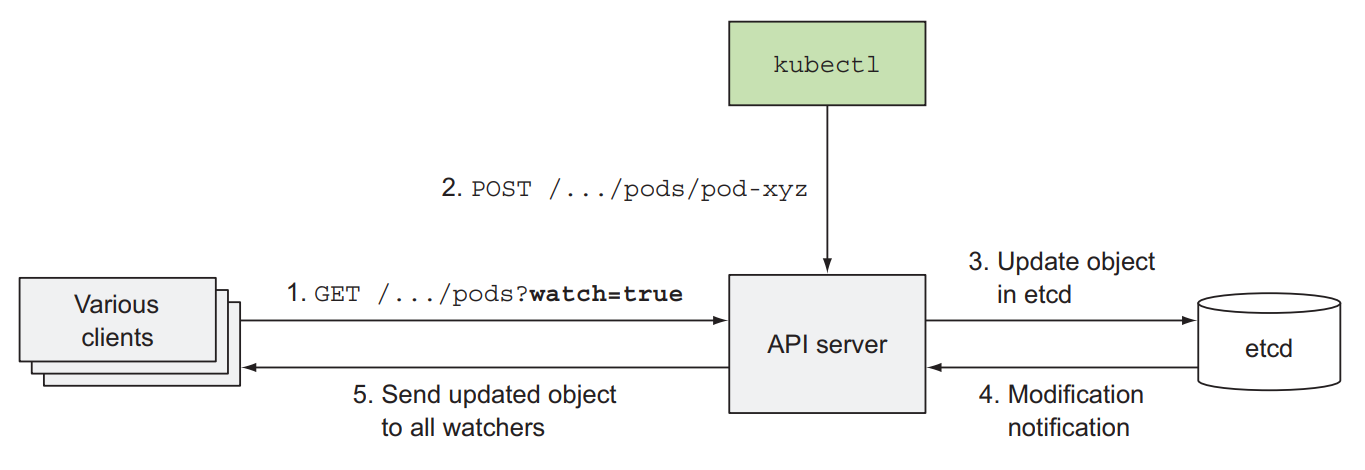 kubectl
2. POST /.../pods/pod-xyz
3. Update object
in etcd
Various
clients
1. GET /.../pods?watch=true
API server
etcd
5. Send updated object
to all watchers
4. Modification
notification